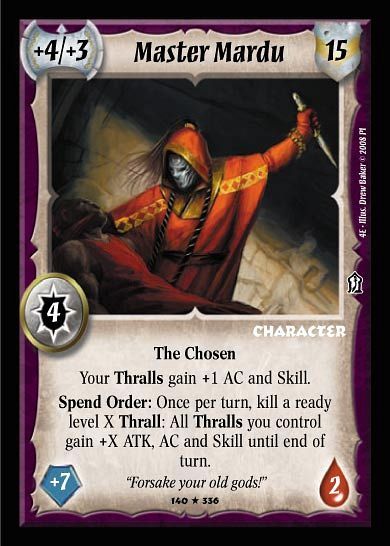 +4/+3
Master Mardu
15
4E · Illus. Drew Baker © 2008 PI
4
CHARACTER
The Chosen
Your Thralls gain +1 AC and Skill.
Spend Order: Once per turn, kill a ready
level X Thrall: All Thralls you control
gain +X ATK, AC and Skill until end of
turn.
"Forsake your old gods!"
+7
2
140 ★ 336